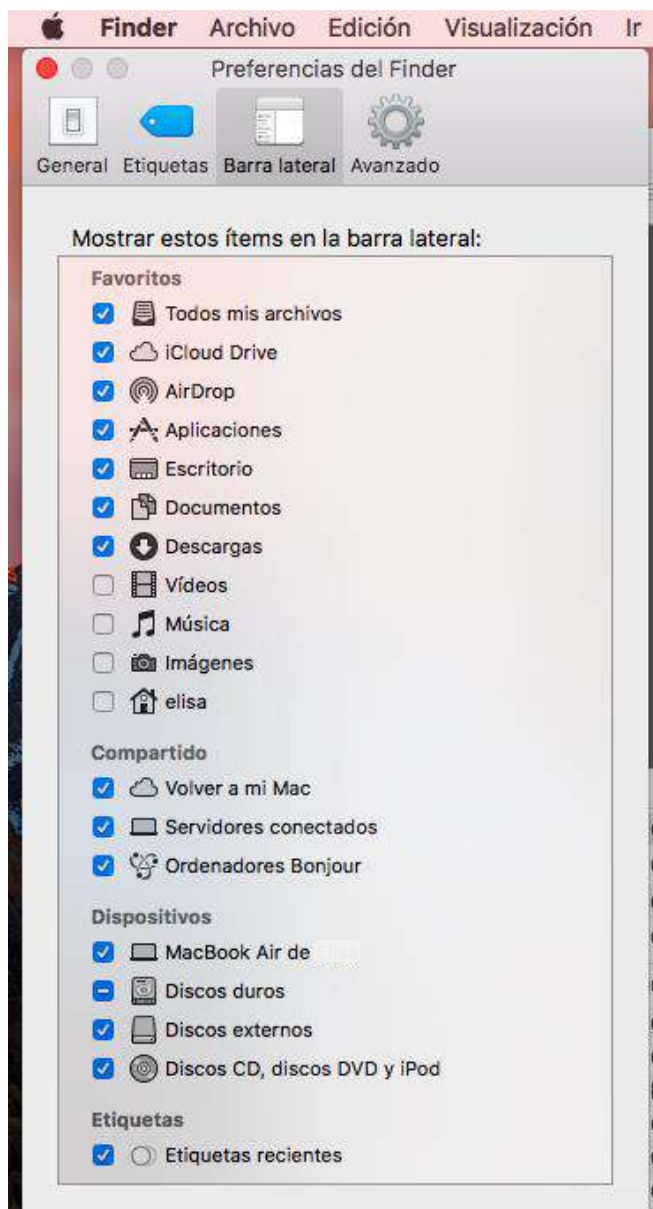 Finder Archivo Edición Visualización Ir
Preferencias del Finder
General Etiquetas Barra lateral Avanzado
Mostrar estos ítems en la barra lateral:
Favoritos
Todos mis archivos
iCloud Drive
AirDrop
Aplicaciones
Escritorio
Documentos
Descargas
Vídeos
Música
Imágenes
elisa
Compartido
Volver a mi Mac
Servidores conectados
Ordenadores Bonjour
Dispositivos
MacBook Air de
Discos duros
Discos externos
Discos CD, discos DVD y iPod
Etiquetas
Etiquetas recientes